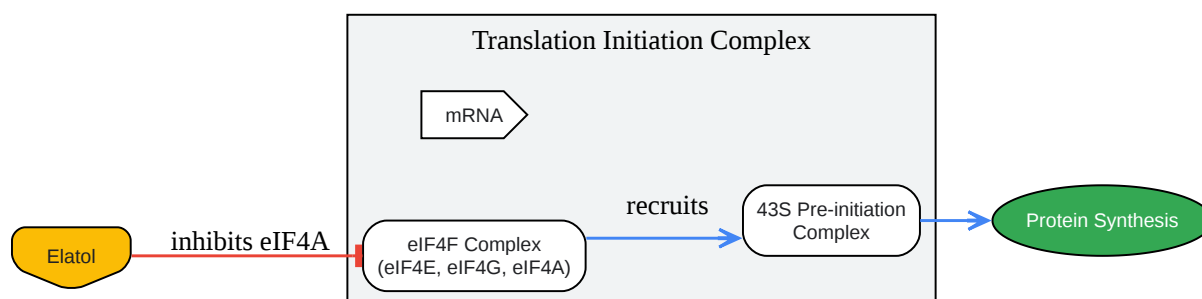 Translation Initiation Complex
mRNA
Elatol
inhibits eIF4A
eIF4F Complex
(eIF4E, eIF4G, eIF4A)
recruits
43S Pre-initiation
Complex
Protein Synthesis